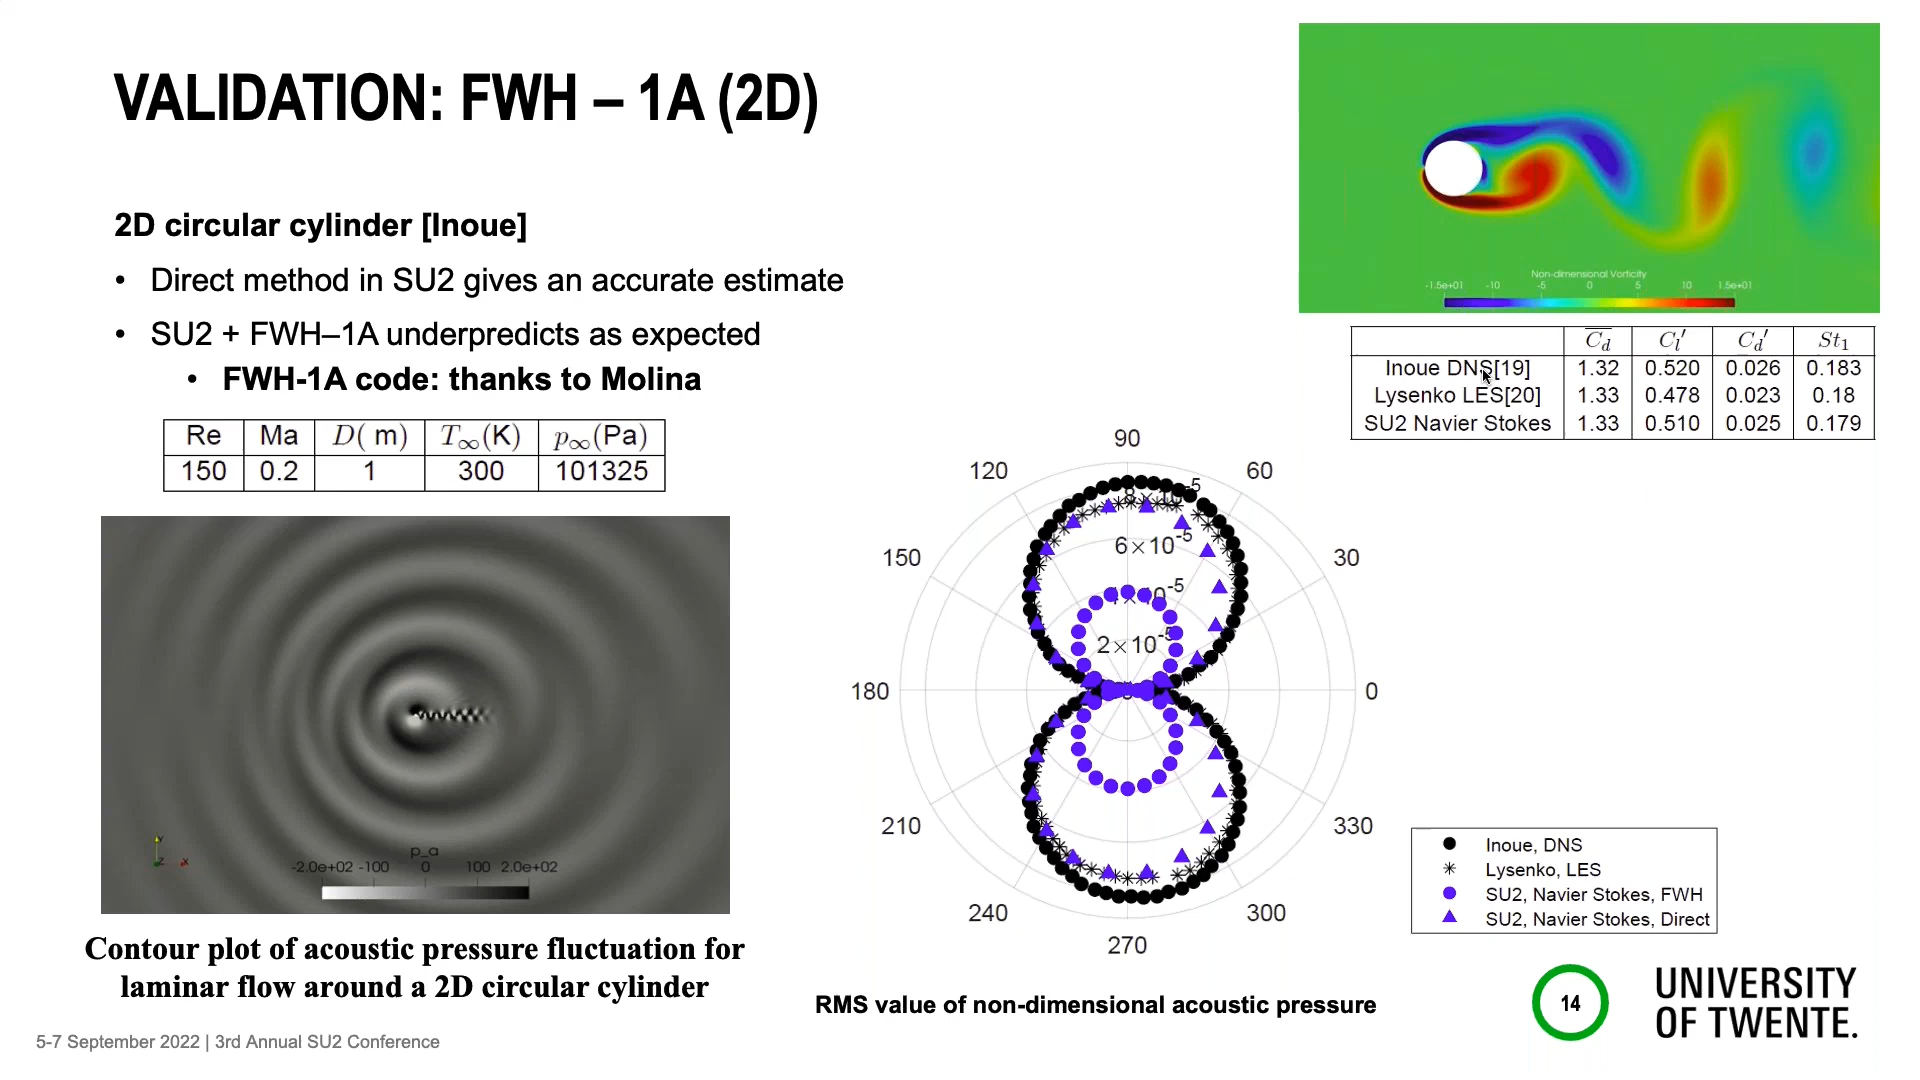 VALIDATION: FWH – 1A (2D)
2D circular cylinder [Inoue]
• Direct method in SU2 gives an accurate estimate
• SU2 + FWH–1A underpredicts as expected
• FWH-1A code: thanks to Molina
Re Ma D( m) T∞(K) p∞(Pa)
150 0.2 1 300 101325
Y
Z X
p_a
-2.0e+02 -100 0 100 2.0e+02
Contour plot of acoustic pressure fluctuation for
laminar flow around a 2D circular cylinder
Non-dimensional Vorticity
-1.5e+01 -10 -5 0 5 10 1.5e+01
C̅d Cl′ Cd′ St1
Inoue DNS[19] 1.32 0.520 0.026 0.183
Lysenko LES[20] 1.33 0.478 0.023 0.18
SU2 Navier Stokes 1.33 0.510 0.025 0.179
90
120 60
150 30
180 0
210 330
240 300
270
6×10-5
2×10-5
Inoue, DNS
Lysenko, LES
SU2, Navier Stokes, FWH
SU2, Navier Stokes, Direct
RMS value of non-dimensional acoustic pressure
14
UNIVERSITY
OF TWENTE.
5-7 September 2022 | 3rd Annual SU2 Conference